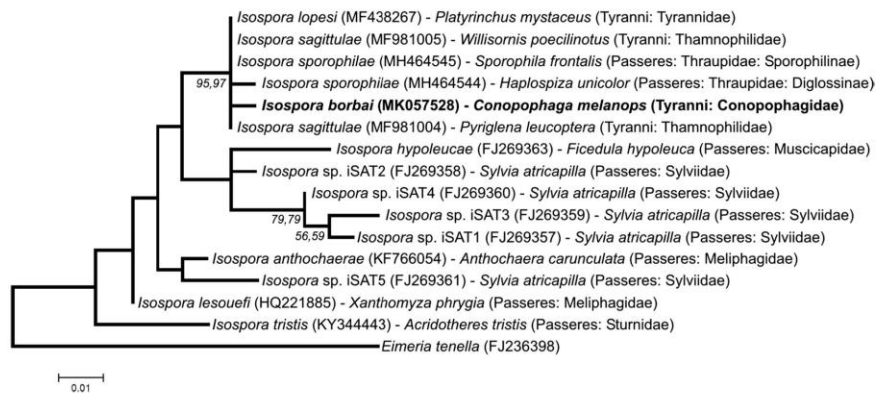 Isospora lopesi (MF438267) - Platyrinchus mystaceus (Tyranni: Tyrannidae)
Isospora sagittulae (MF981005) - Willisornis poecilinotus (Tyranni: Thamnophilidae)
Isospora sporophilae (MH464545) - Sporophila frontalis (Passeres: Thraupidae: Sporophilinae)
95,97
Isospora sporophilae (MH464544) - Haplospiza unicolor (Passeres: Thraupidae: Diglossinae)
Isospora borbai (MK057528) - Conopophaga melanops (Tyranni: Conopophagidae)
Isospora sagittulae (MF981004) - Pyriglena leucoptera (Tyranni: Thamnophilidae)
Isospora hypoleucae (FJ269363) - Ficedula hypoleuca (Passeres: Muscicapidae)
Isospora sp. iSAT2 (FJ269358) - Sylvia atricapilla (Passeres: Sylviidae)
Isospora sp. iSAT4 (FJ269360) - Sylvia atricapilla (Passeres: Sylviidae)
79,79
Isospora sp. iSAT3 (FJ269359) - Sylvia atricapilla (Passeres: Sylviidae)
56,59
Isospora sp. iSAT1 (FJ269357) - Sylvia atricapilla (Passeres: Sylviidae)
Isospora anthochaerae (KF766054) - Anthochaera carunculata (Passeres: Meliphagidae)
Isospora sp. iSAT5 (FJ269361) - Sylvia atricapilla (Passeres: Sylviidae)
Isospora lesouefi (HQ221885) - Xanthomyza phrygia (Passeres: Meliphagidae)
Isospora tristis (KY344443) - Acridotheres tristis (Passeres: Sturnidae)
Eimeria tenella (FJ236398)
0.01